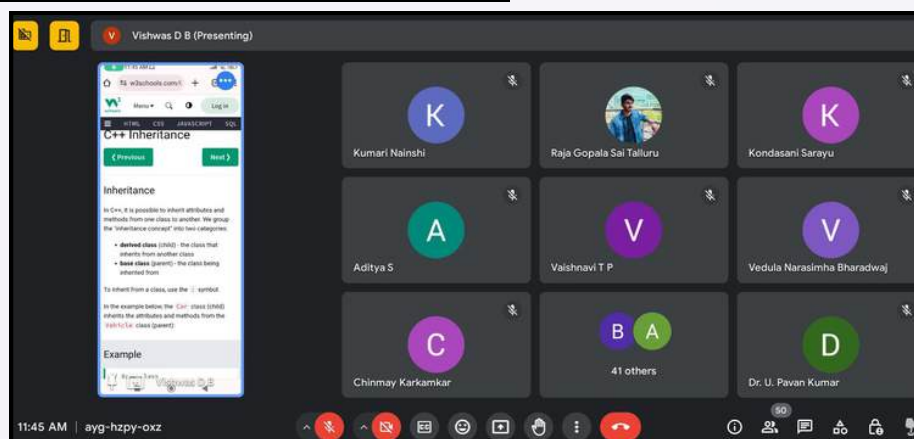 V Vishwas D B (Presenting)
11:45 AM
w3schools.com/
Menu
Log in
HTML CSS JAVASCRIPT SQL
C++ Inheritance
❮ Previous Next ❯
Inheritance
In C++, it is possible to inherit attributes and
methods from one class to another. We group
the "inheritance concept" into two categories:
• derived class (child) - the class that
inherits from another class
• base class (parent) - the class being
inherited from
To inherit from a class, use the : symbol.
In the example below, the Car class (child)
inherits the attributes and methods from the
Vehicle class (parent):
Example
Vishwas D B
K
Kumari Nainshi
Raja Gopala Sai Talluru
K
Kondasani Sarayu
A
Aditya S
V
Vaishnavi T P
V
Vedula Narasimha Bharadwaj
C
Chinmay Karkamkar
B A
41 others
D
Dr. U. Pavan Kumar
11:45 AM | ayg-hzpy-oxz
CC
50